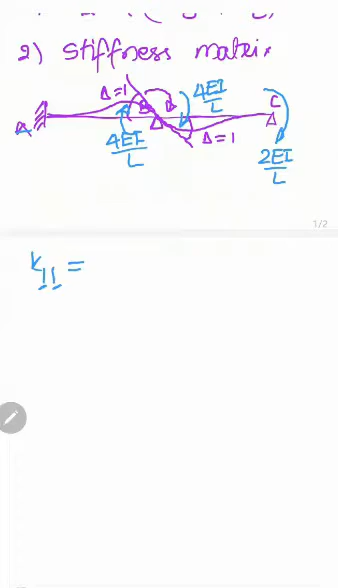 2) Stiffness matrix
Δ=1
B
4EI/L
C
A
4EI/L
Δ=1
2EI/L
1/2
k11 =